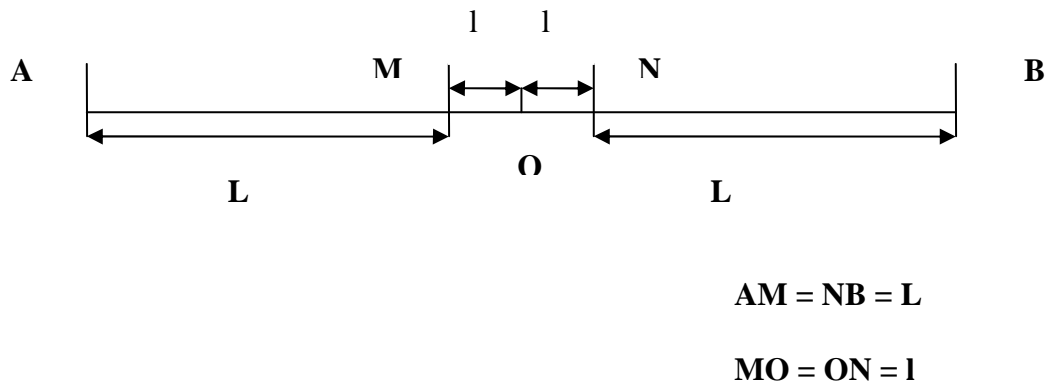 l l
A M N B
O
L L
AM = NB = L
MO = ON = l